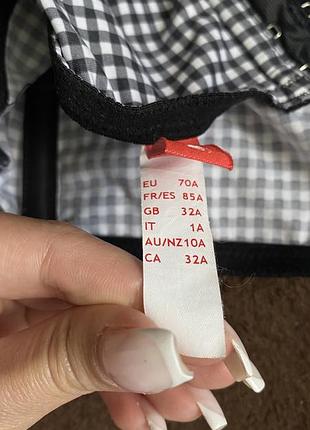 EU 70A
FR/ES 85A
GB 32A
IT 1A
AU/NZ10A
CA 32A